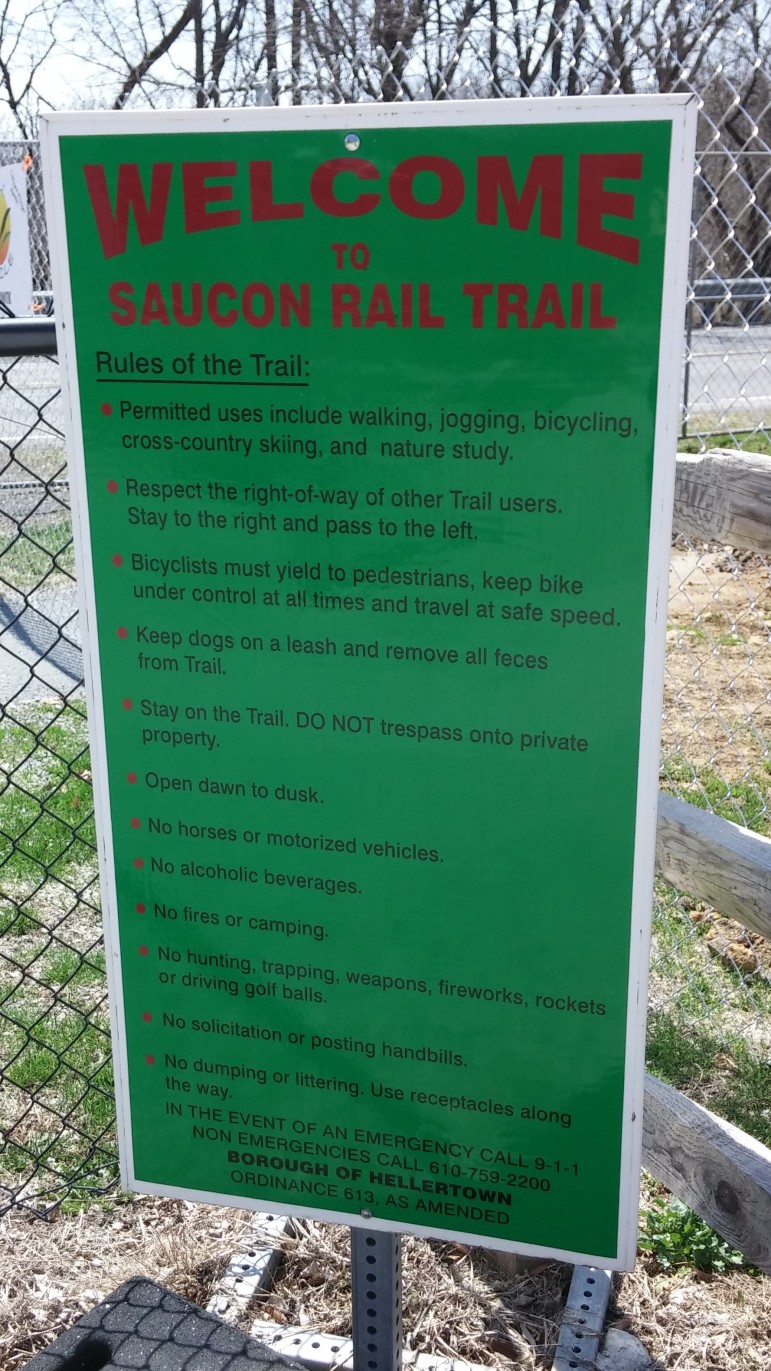 WELCOME
TO
SAUCON RAIL TRAIL
Rules of the Trail:
• Permitted uses include walking, jogging, bicycling,
cross-country skiing, and nature study.
• Respect the right-of-way of other Trail users.
Stay to the right and pass to the left.
• Bicyclists must yield to pedestrians, keep bike
under control at all times and travel at safe speed.
• Keep dogs on a leash and remove all feces
from Trail.
• Stay on the Trail. DO NOT trespass onto private
property.
• Open dawn to dusk.
• No horses or motorized vehicles.
• No alcoholic beverages.
• No fires or camping.
• No hunting, trapping, weapons, fireworks, rockets
or driving golf balls.
• No solicitation or posting handbills.
• No dumping or littering. Use receptacles along
the way.
IN THE EVENT OF AN EMERGENCY CALL 9-1-1
NON EMERGENCIES CALL 610-759-2200
BOROUGH OF HELLERTOWN
ORDINANCE 613, AS AMENDED